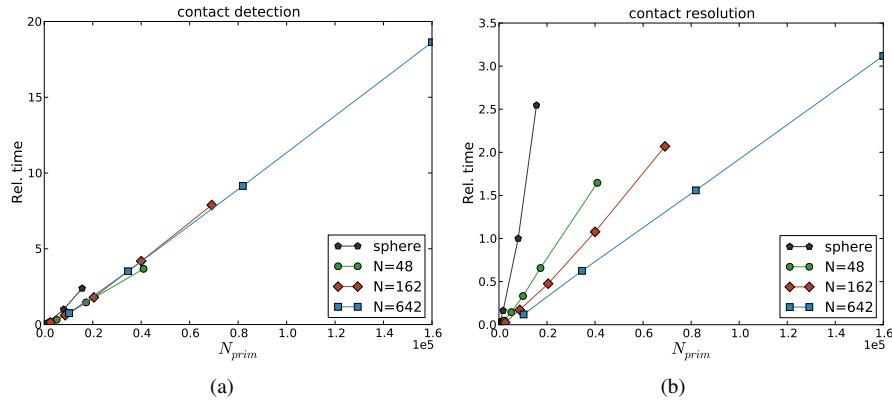 contact detection
20
15
10
5
0
Rel. time
0.0 0.2 0.4 0.6 0.8 1.0 1.2 1.4 1.6
1e5
N_prim
sphere
N=48
N=162
N=642
(a)
contact resolution
3.5
3.0
2.5
2.0
1.5
1.0
0.5
0.0
Rel. time
0.0 0.2 0.4 0.6 0.8 1.0 1.2 1.4 1.6
1e5
N_prim
sphere
N=48
N=162
N=642
(b)